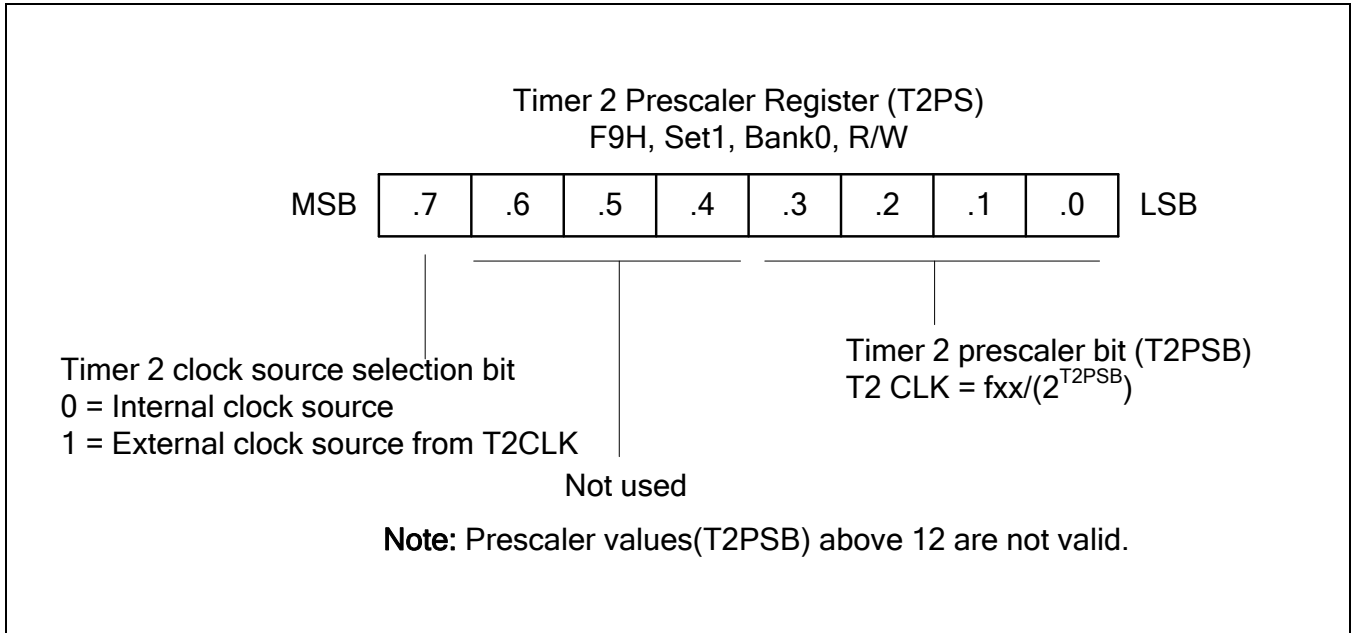 Timer 2 Prescaler Register (T2PS)
F9H, Set1, Bank0, R/W
MSB .7 .6 .5 .4 .3 .2 .1 .0 LSB
Timer 2 clock source selection bit
0 = Internal clock source
1 = External clock source from T2CLK
Not used
Timer 2 prescaler bit (T2PSB)
T2 CLK = fxx/(2^T2PSB)
Note: Prescaler values(T2PSB) above 12 are not valid.